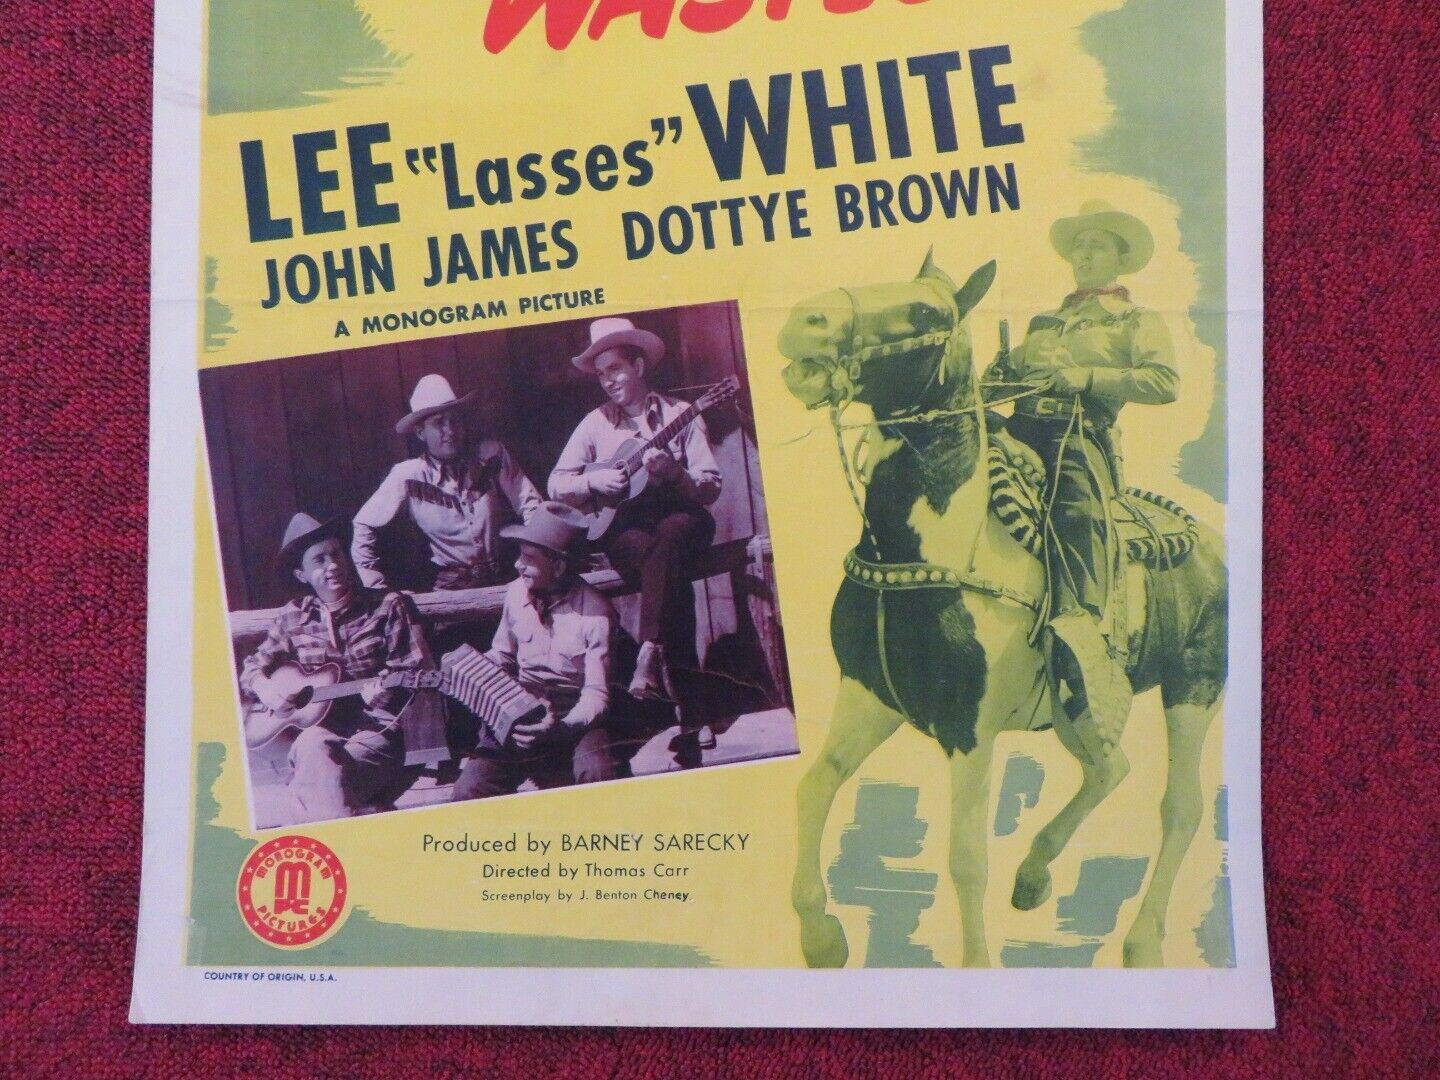 LEE "Lasses" WHITE
JOHN JAMES DOTTYE BROWN
A MONOGRAM PICTURE
Produced by BARNEY SARECKY
Directed by Thomas Carr
Screenplay by J. Benton Cheney
MONOGRAM
M
PC
PICTURES
COUNTRY OF ORIGIN, U.S.A.